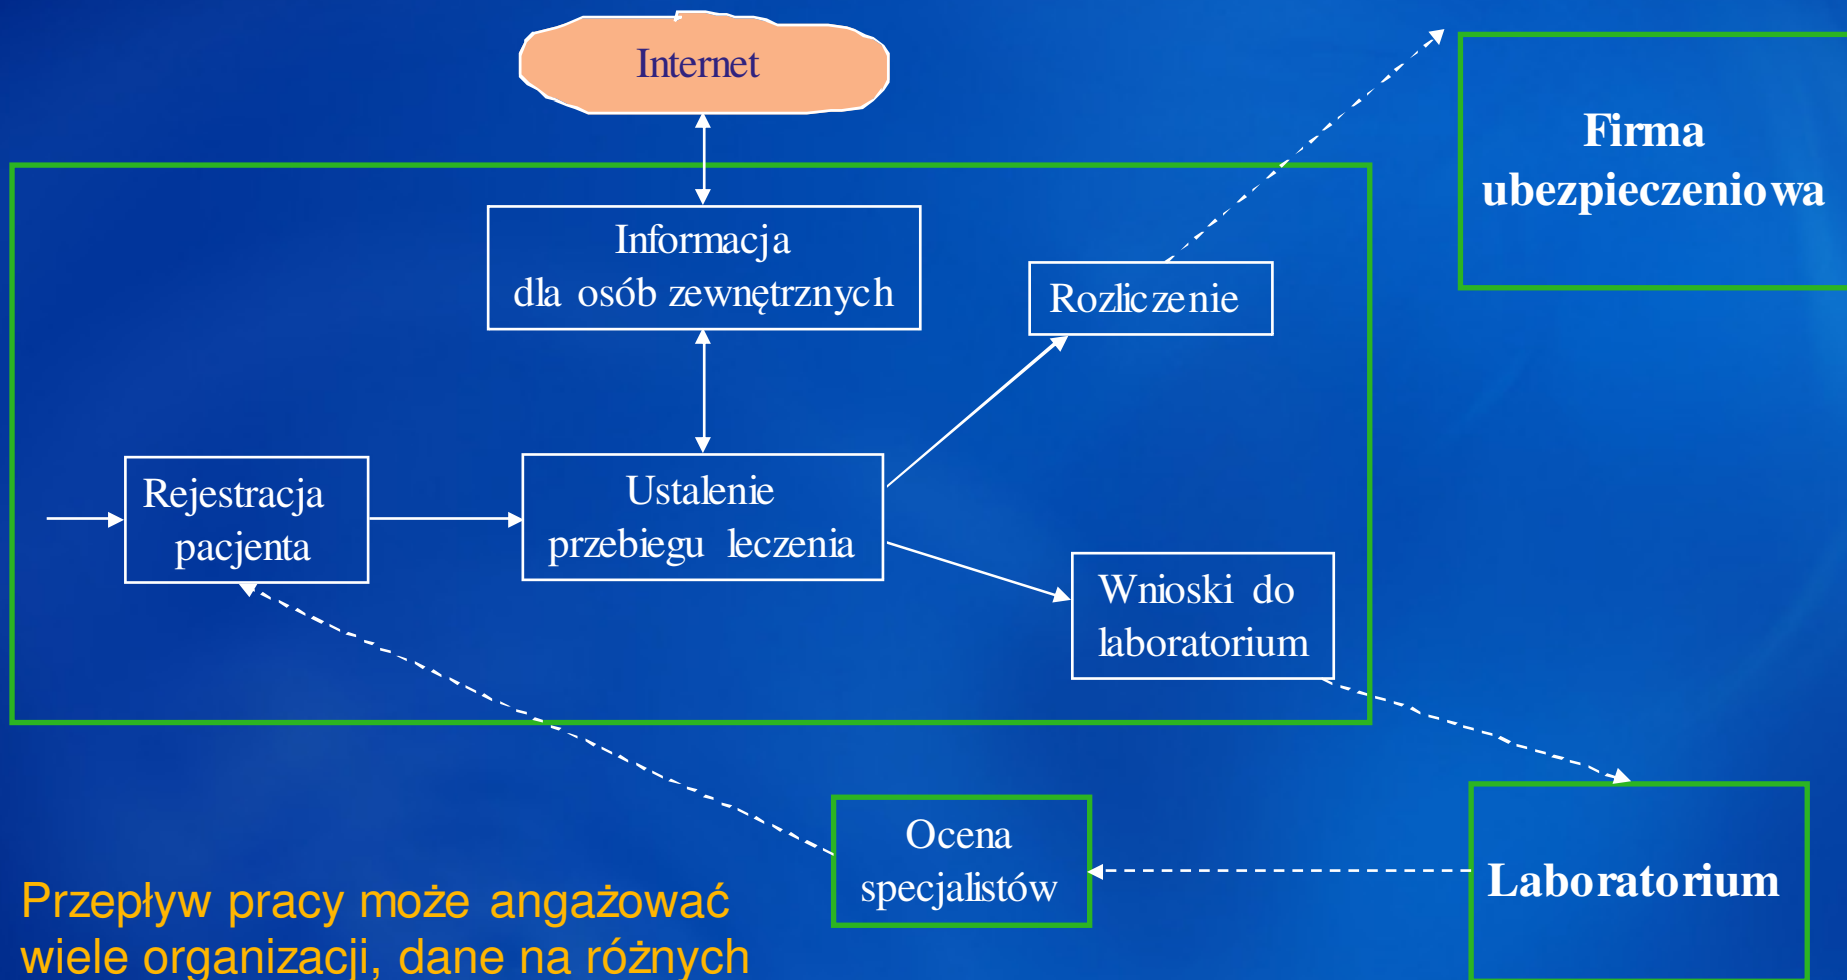 Internet
Firma
ubezpieczeniowa
Informacja
dla osób zewnętrznych
Rozliczenie
Rejestracja
pacjenta
Ustalenie
przebiegu leczenia
Wnioski do
laboratorium
Ocena
specjalistów
Laboratorium
Przepływ pracy może angażować
wiele organizacji, dane na różnych